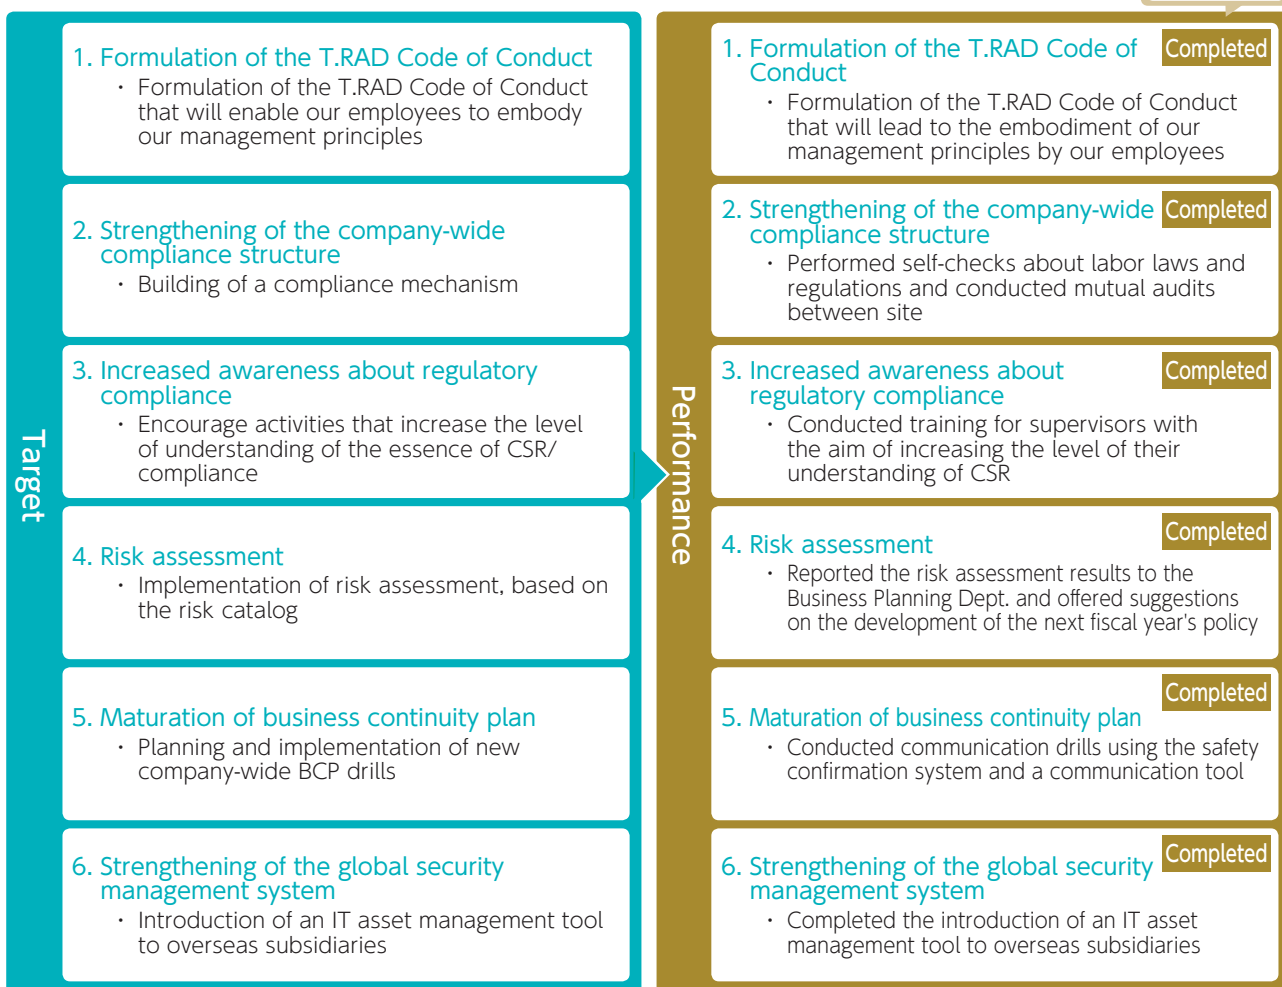 Target
1. Formulation of the T.RAD Code of Conduct
・ Formulation of the T.RAD Code of Conduct
that will enable our employees to embody
our management principles
2. Strengthening of the company-wide
compliance structure
・ Building of a compliance mechanism
3. Increased awareness about regulatory
compliance
・ Encourage activities that increase the level
of understanding of the essence of CSR/
compliance
4. Risk assessment
・ Implementation of risk assessment, based on
the risk catalog
5. Maturation of business continuity plan
・ Planning and implementation of new
company-wide BCP drills
6. Strengthening of the global security
management system
・ Introduction of an IT asset management tool
to overseas subsidiaries
Performance
1. Formulation of the T.RAD Code of
Conduct
Completed
・ Formulation of the T.RAD Code of Conduct
that will lead to the embodiment of our
management principles by our employees
2. Strengthening of the company-wide
compliance structure
Completed
・ Performed self-checks about labor laws and
regulations and conducted mutual audits
between site
3. Increased awareness about
regulatory compliance
Completed
・ Conducted training for supervisors with
the aim of increasing the level of their
understanding of CSR
4. Risk assessment
Completed
・ Reported the risk assessment results to the
Business Planning Dept. and offered suggestions
on the development of the next fiscal year's policy
5. Maturation of business continuity plan
Completed
・ Conducted communication drills using the safety
confirmation system and a communication tool
6. Strengthening of the global security
management system
Completed
・ Completed the introduction of an IT asset
management tool to overseas subsidiaries